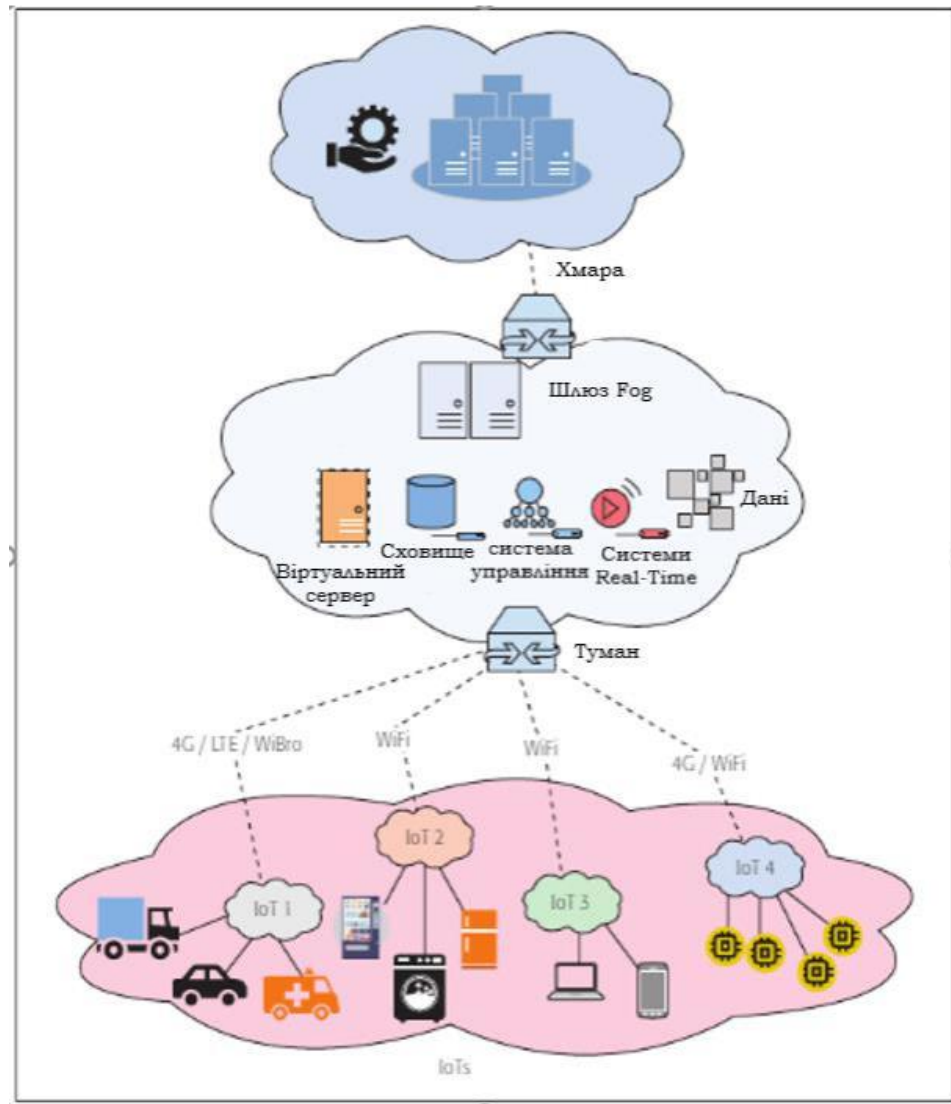 Хмара
Шлюз Fog
Дані
Сховище
система
управління
Системи
Real-Time
Віртуальний
сервер
Туман
4G / LTE / WiBro
WiFi
WiFi
4G / WiFi
IoT 2
IoT 4
IoT 1
IoT 3
IoTs